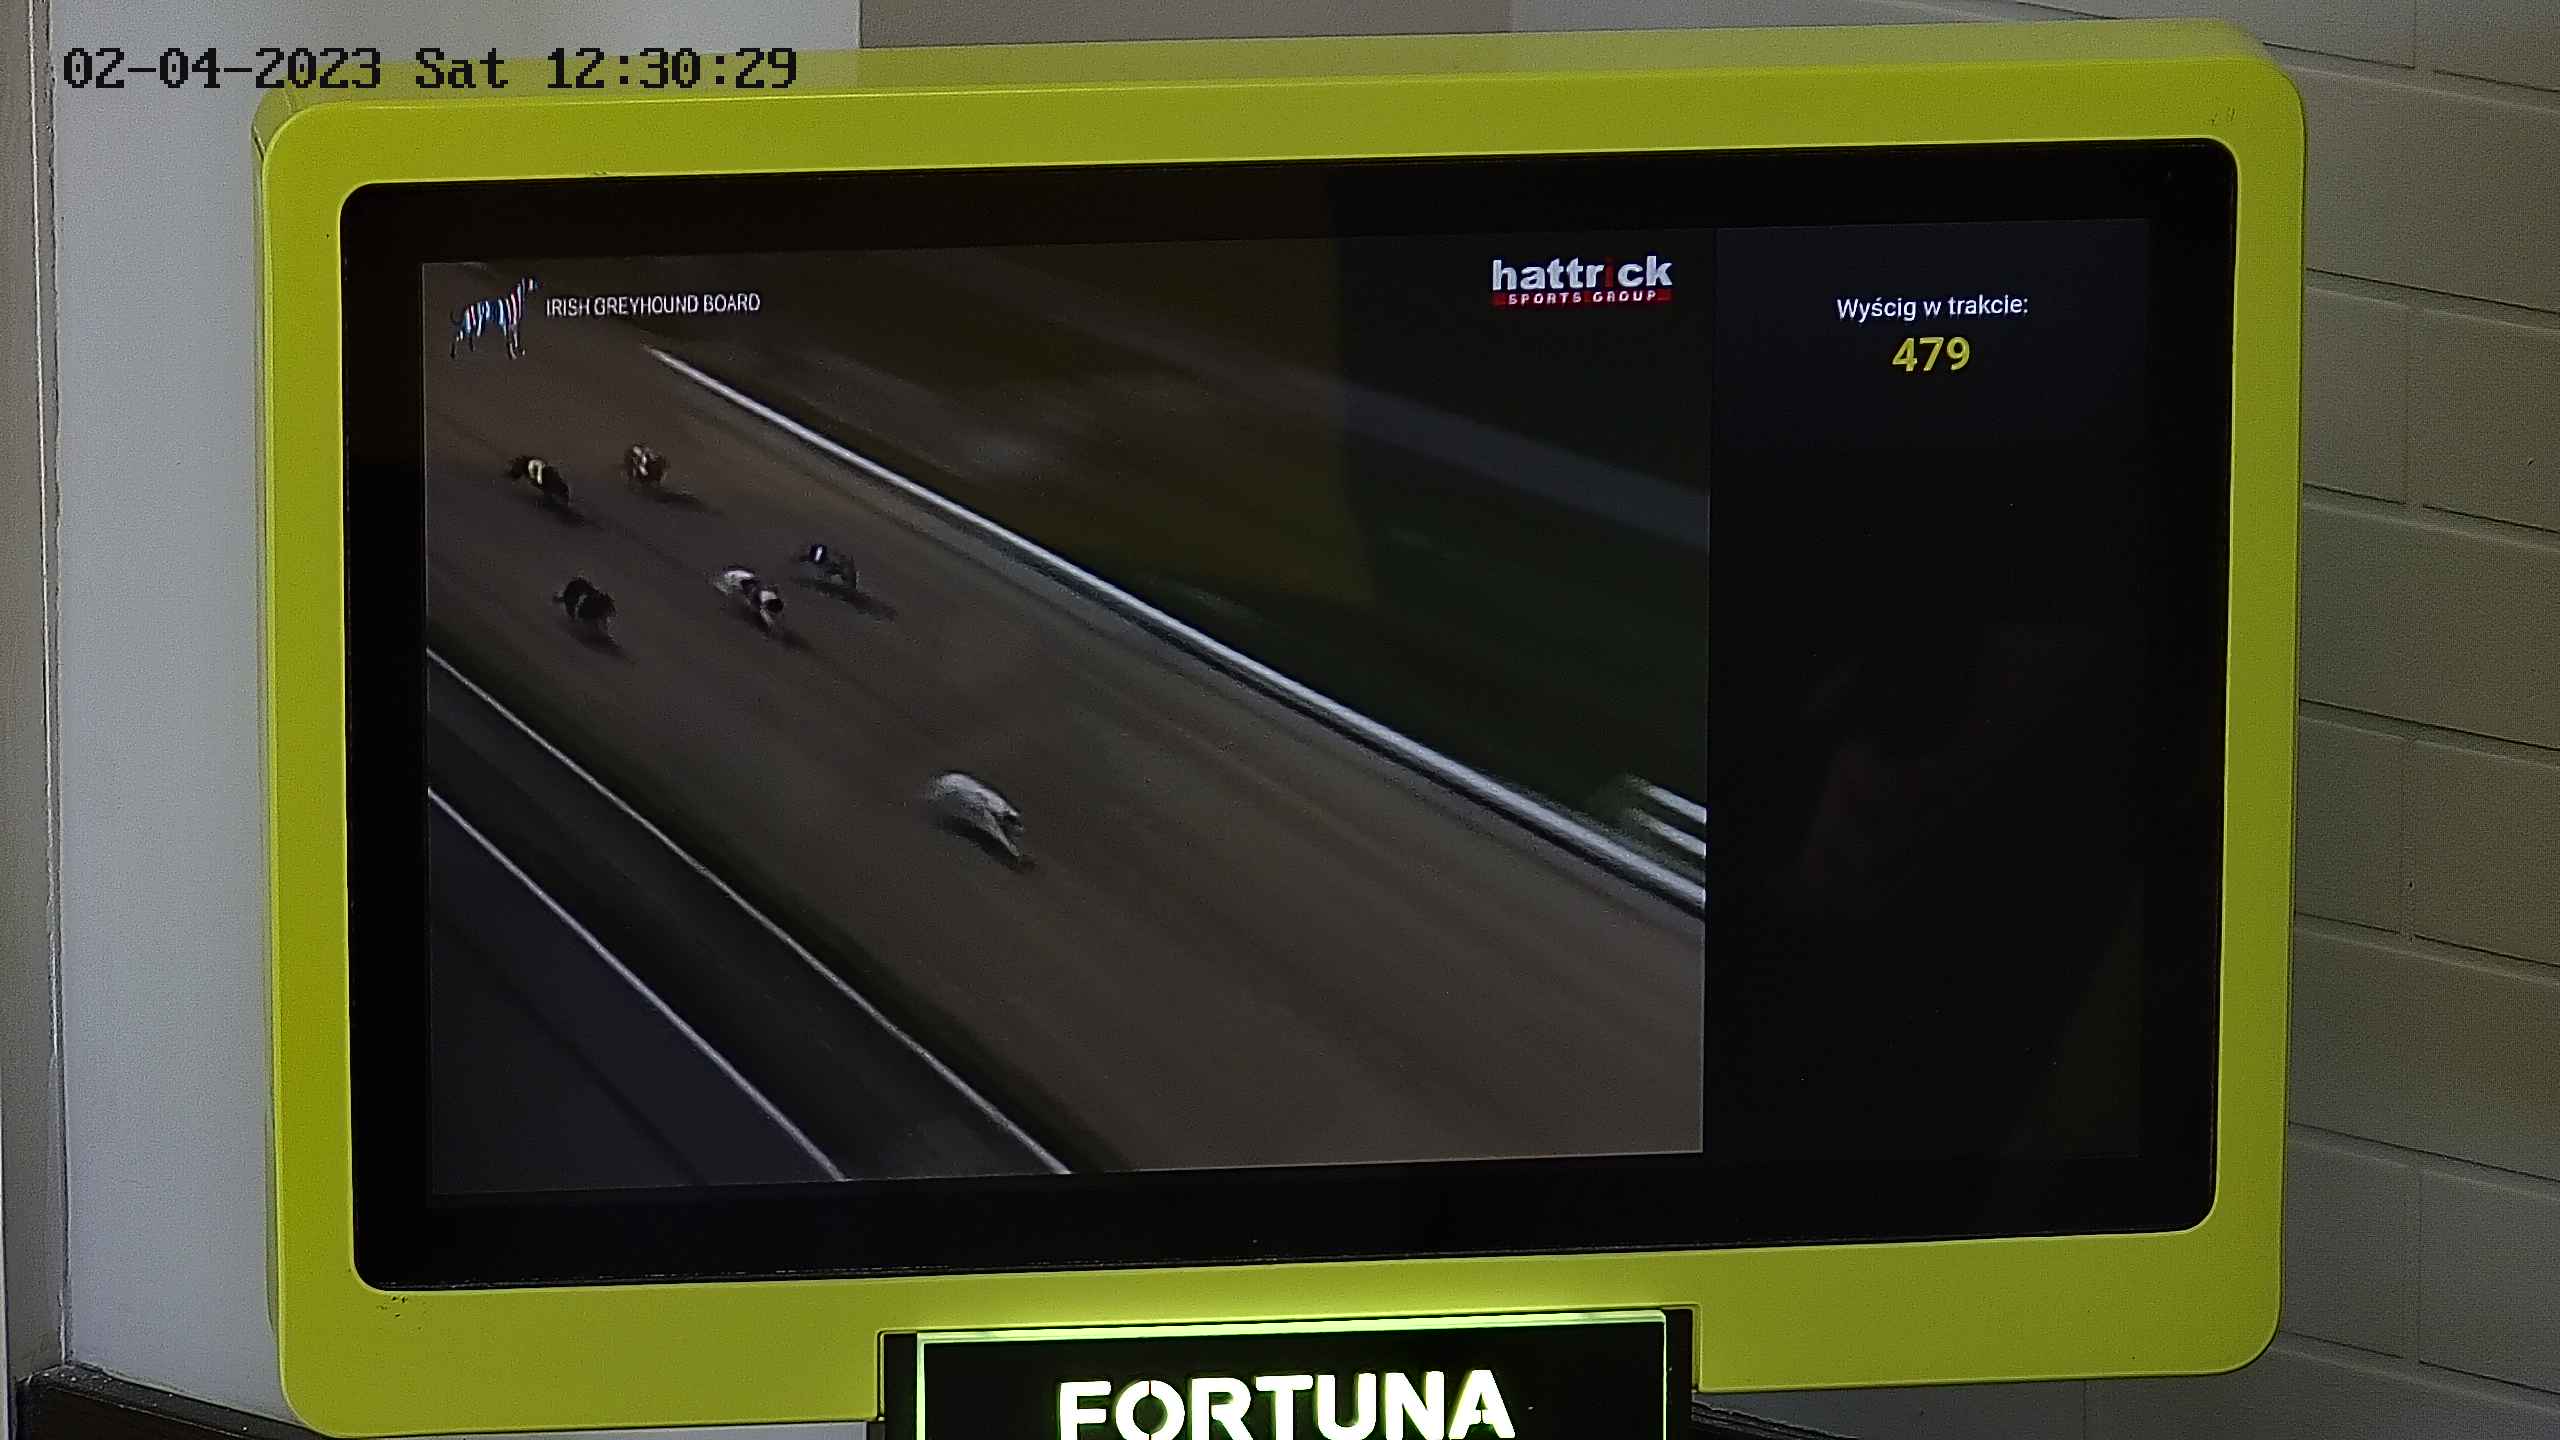 02-04-2023 Sat 12:30:29
IRISH GREYHOUND BOARD
hattrick
SPORTS GROUP
Wyścig w trakcie:
479
FORTUNA